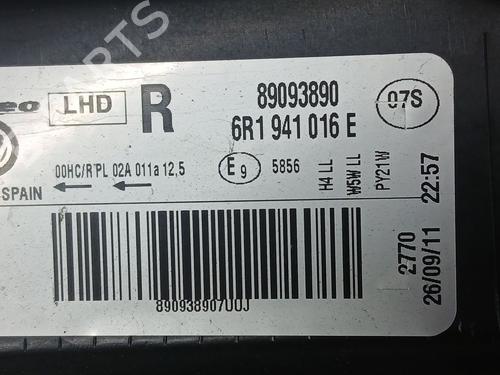 PARTS
LHD R 89093890 07S
6R1 941 016 E
00HC/R PL 02A 011a 12,5
E9 5856
SPAIN
H4 LL
W5W LL
PY21W
2770
26/09/11 22:57
89093890700J